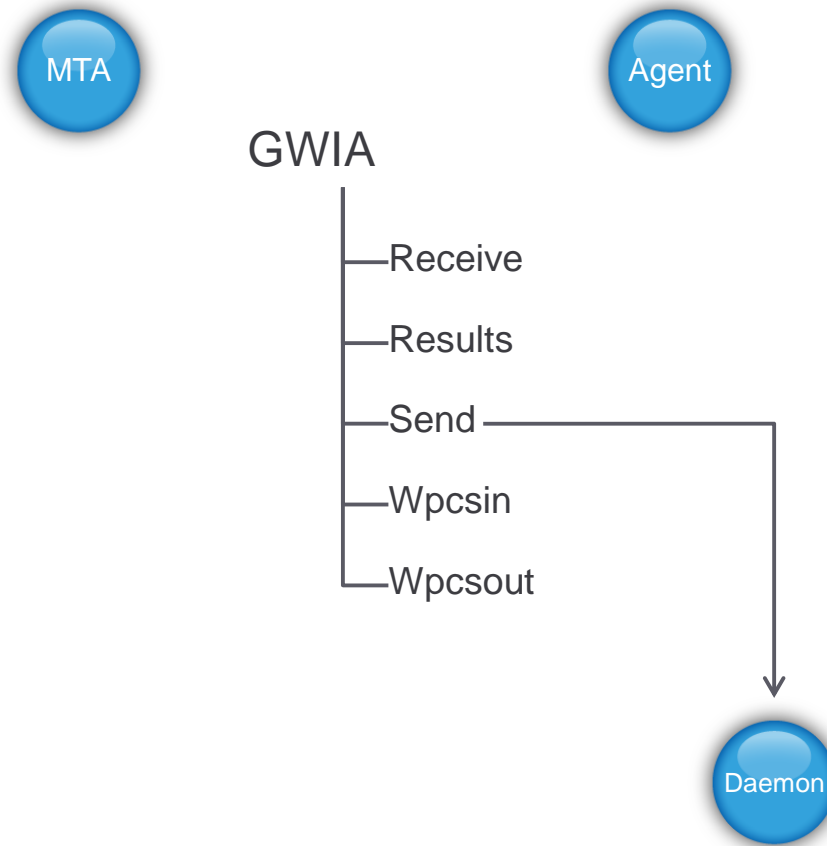 MTA
Agent
GWIA
Receive
Results
Send
Wpcsin
Wpcsout
Daemon